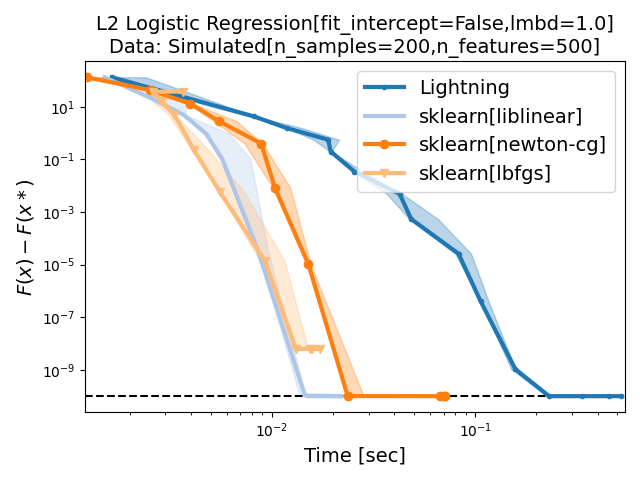 L2 Logistic Regression[fit_intercept=False,lmbd=1.0]
Data: Simulated[n_samples=200,n_features=500]
Lightning
sklearn[liblinear]
sklearn[newton-cg]
sklearn[lbfgs]
F(x) − F(x*)
10¹
10⁻¹
10⁻³
10⁻⁵
10⁻⁷
10⁻⁹
10⁻² 10⁻¹
Time [sec]